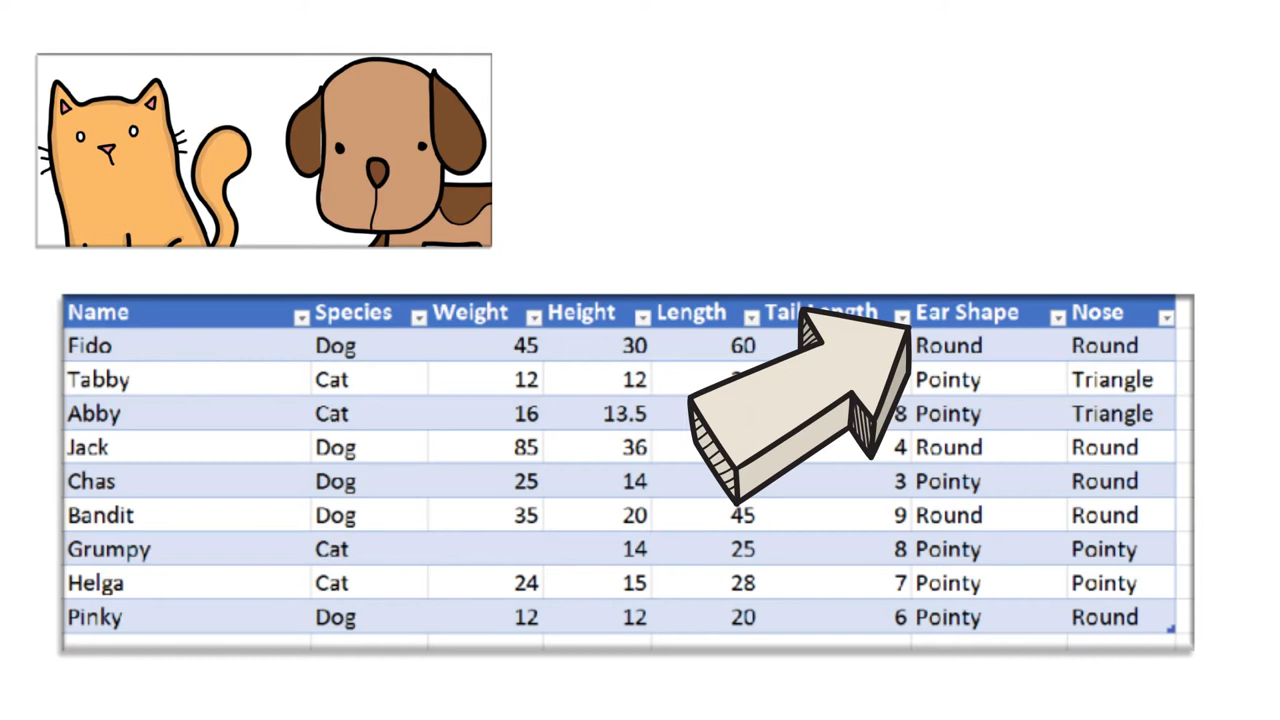 Name Species Weight Height Length Length Ear Shape Nose
Fido Dog 45 30 60 Round Round
Tabby Cat 12 12 Pointy Triangle
Abby Cat 16 13.5 8 Pointy Triangle
Jack Dog 85 36 4 Round Round
Chas Dog 25 14 3 Pointy Round
Bandit Dog 35 20 45 9 Round Round
Grumpy Cat 14 25 8 Pointy Pointy
Helga Cat 24 15 28 7 Pointy Pointy
Pinky Dog 12 12 20 6 Pointy Round